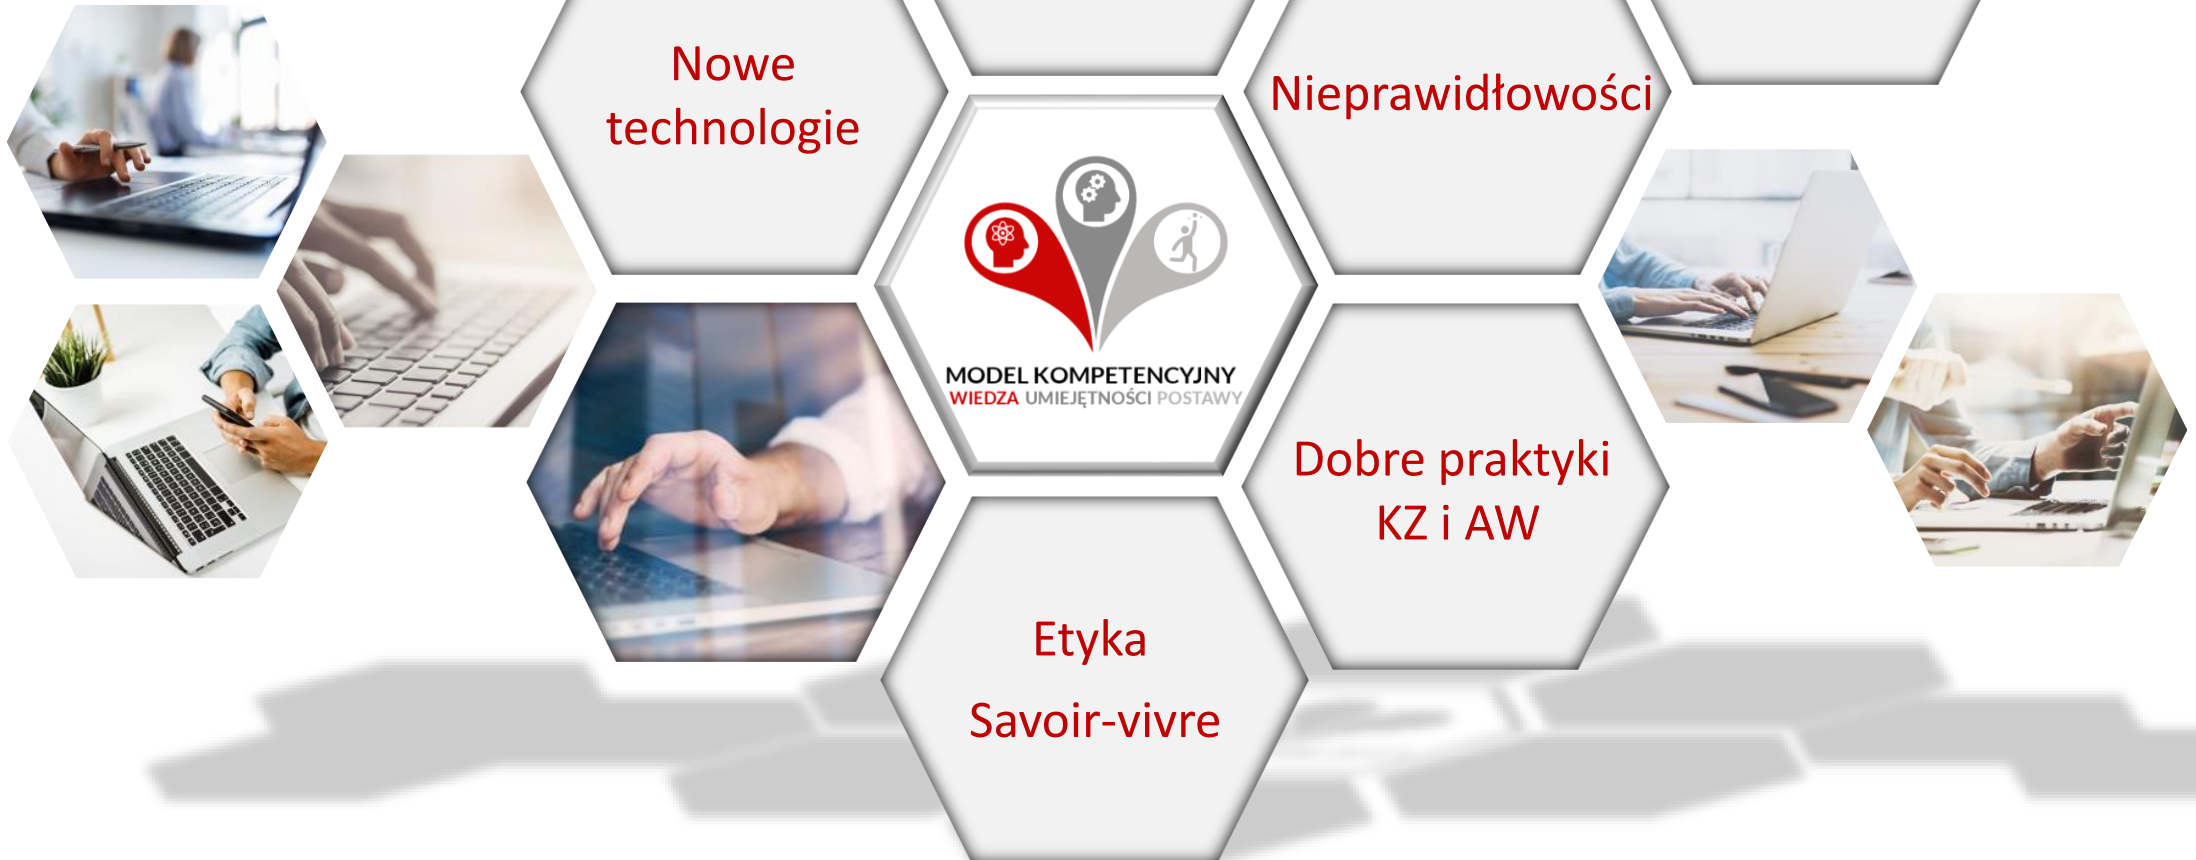 Nowe
technologie
Nieprawidłowości
MODEL KOMPETENCYJNY
WIEDZA UMIEJĘTNOŚCI POSTAWY
Dobre praktyki
KZ i AW
Etyka
Savoir-vivre